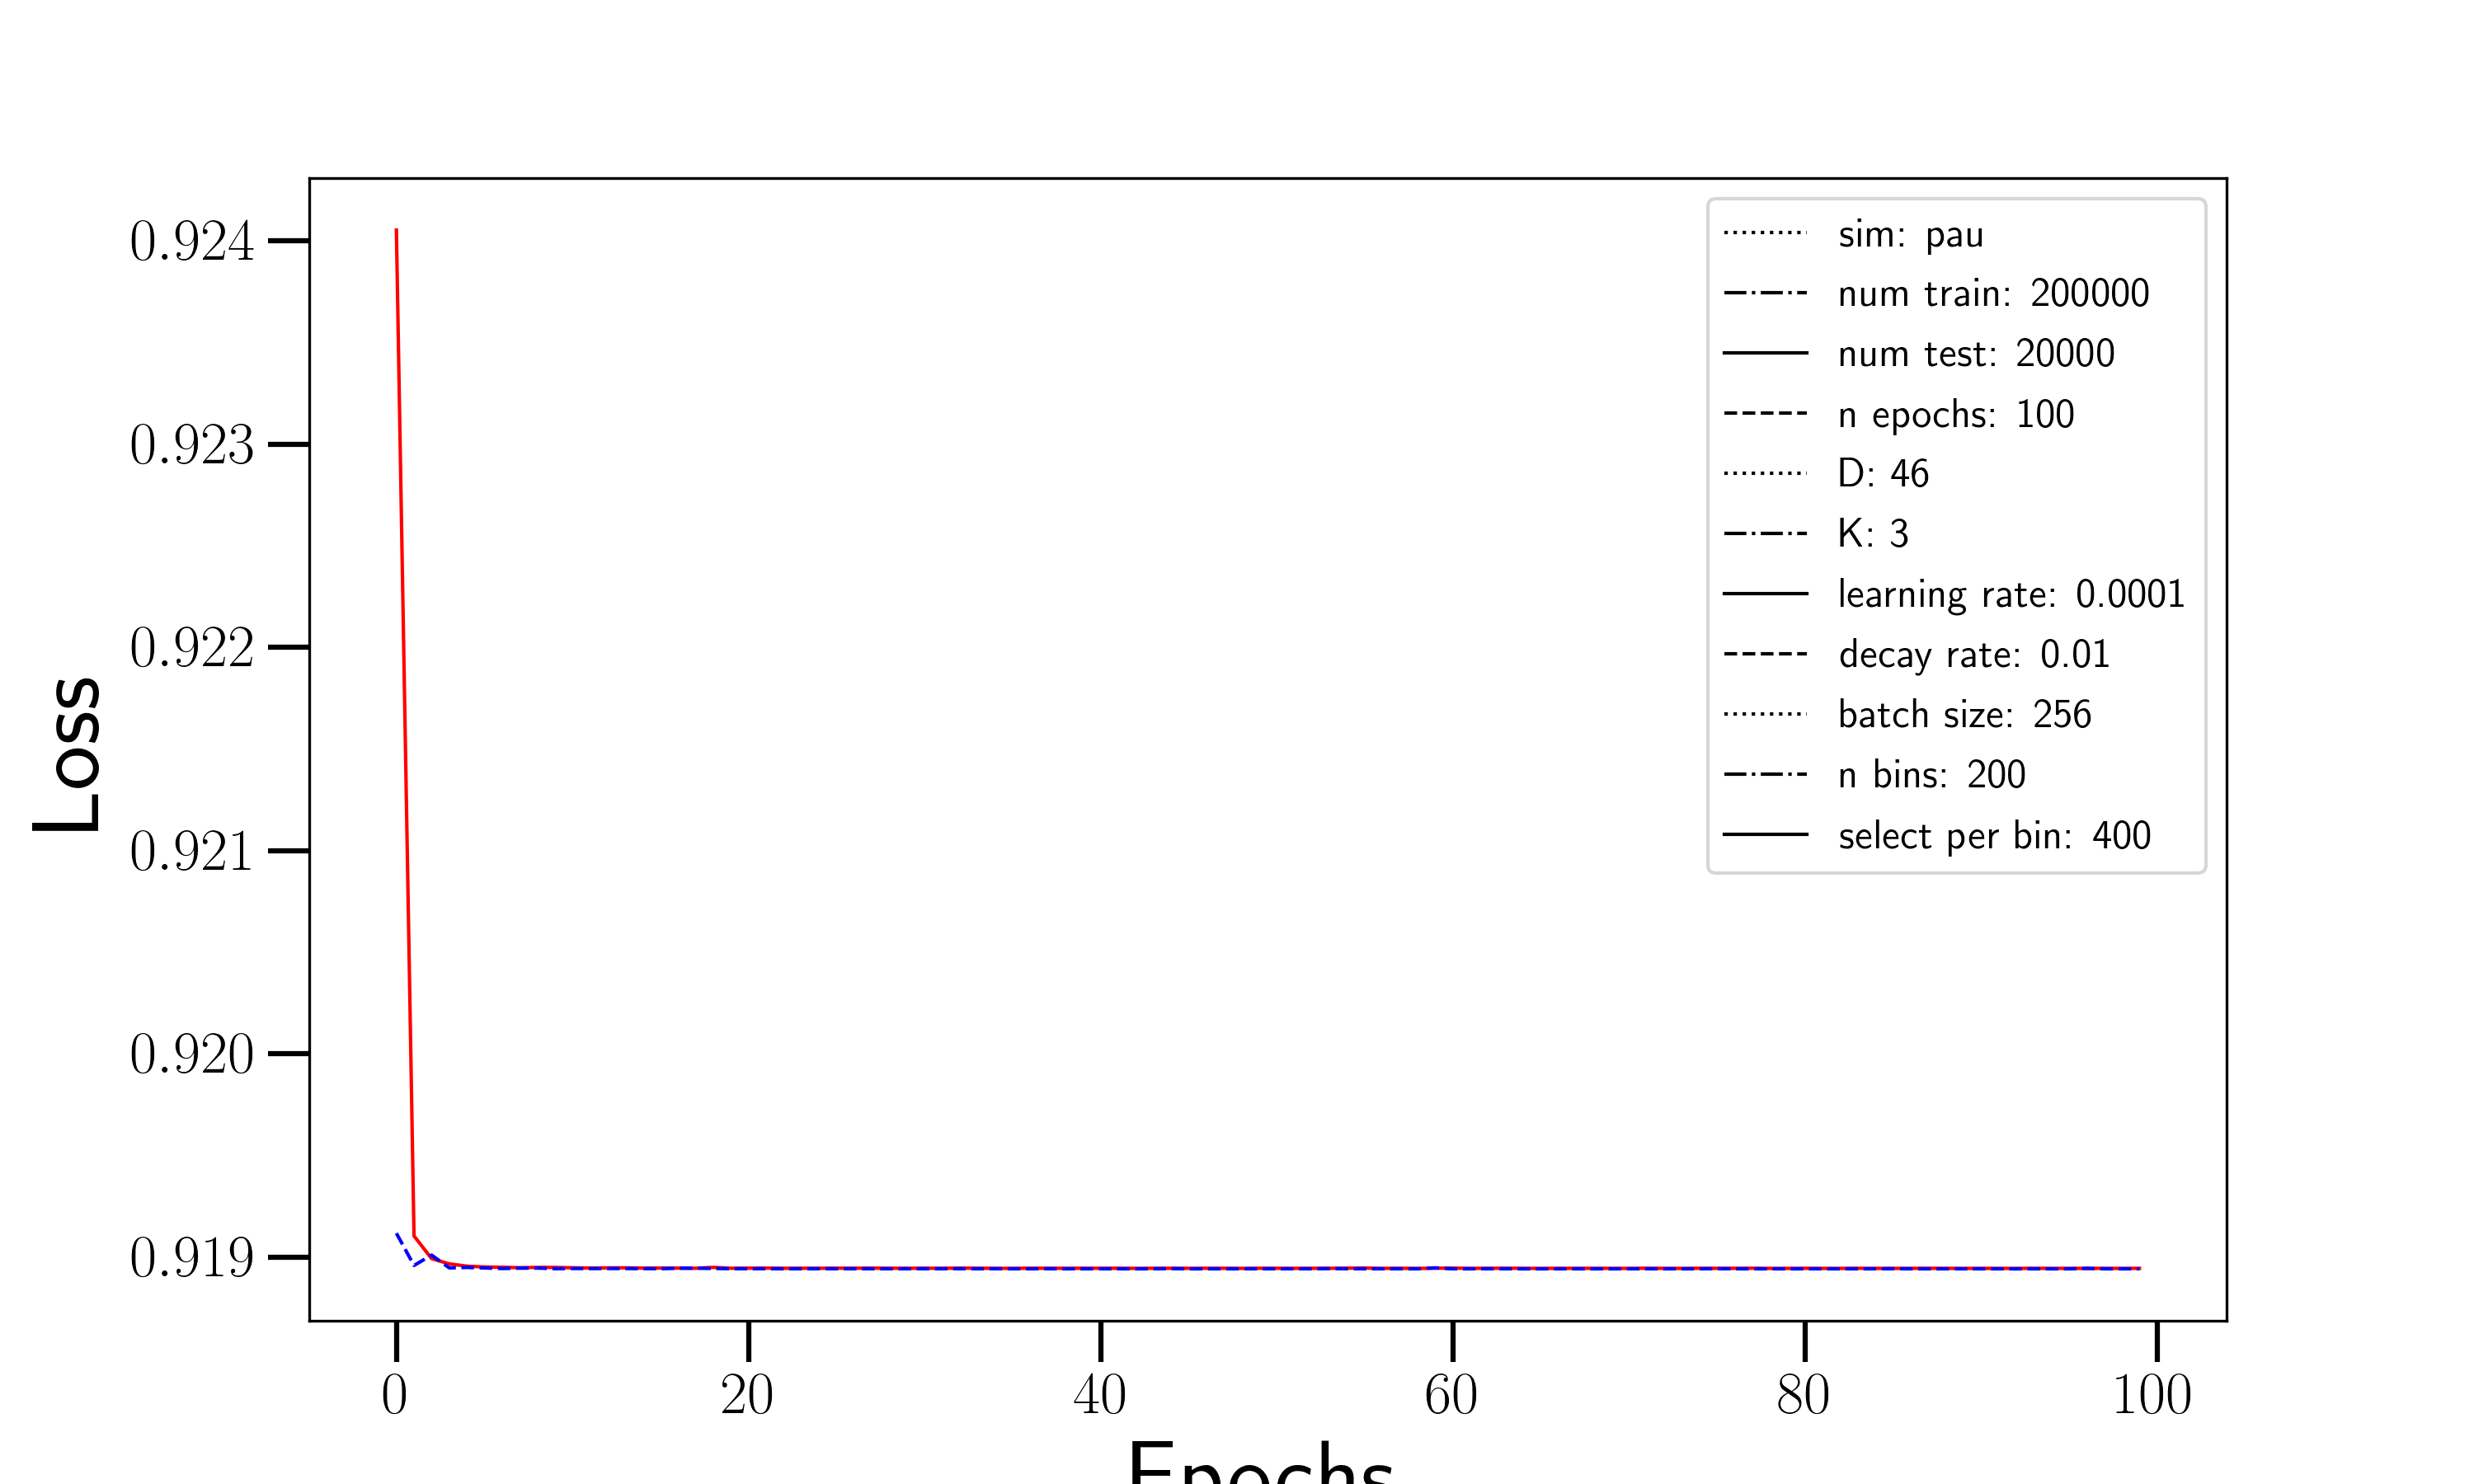 Loss
0.924
0.923
0.922
0.921
0.920
0.919
sim: pau
num train: 200000
num test: 20000
n epochs: 100
D: 46
K: 3
learning rate: 0.0001
decay rate: 0.01
batch size: 256
n bins: 200
select per bin: 400
0 20 40 60 80 100
Epochs